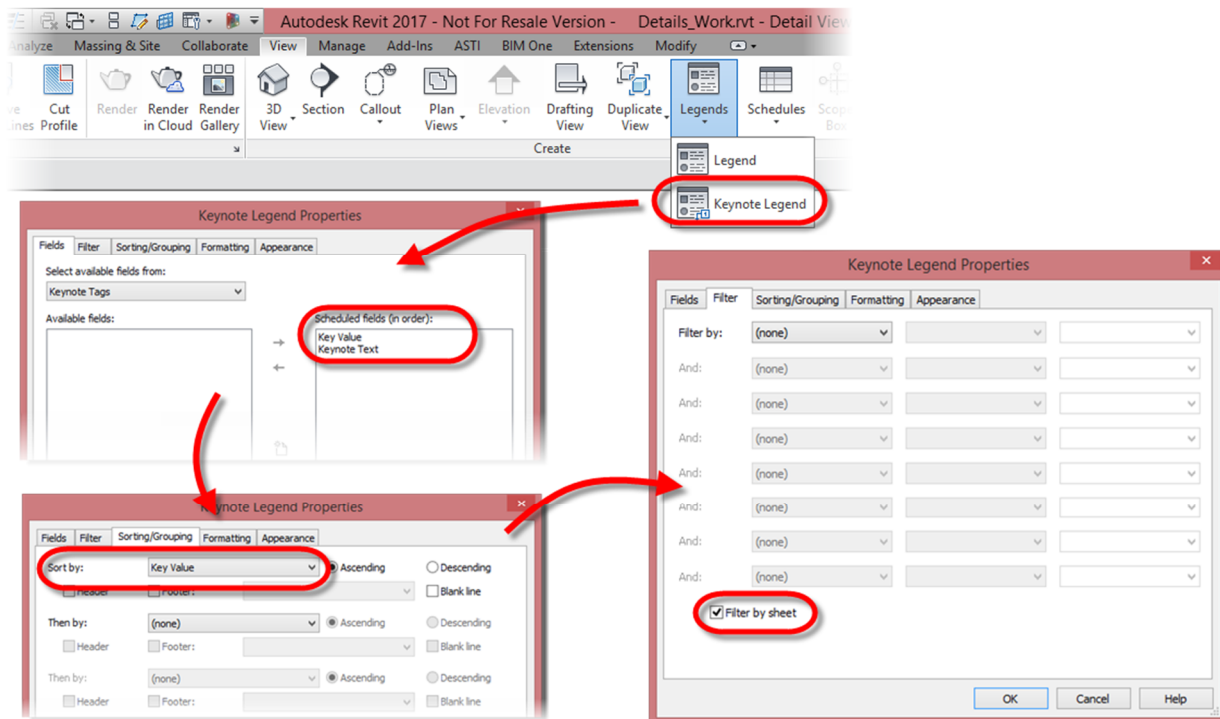 Autodesk Revit 2017 - Not For Resale Version - Details_Work.rvt - Detail View
Analyze Massing & Site Collaborate View Manage Add-Ins ASTI BIM One Extensions Modify
Cut Profile
Render
Render in Cloud
Render Gallery
3D View
Section
Callout
Plan Views
Elevation
Drafting View
Duplicate View
Legends
Schedules
Scope Box
Create
Legend
Keynote Legend
Keynote Legend Properties
Fields Filter Sorting/Grouping Formatting Appearance
Select available fields from:
Keynote Tags
Available fields:
Scheduled fields (in order):
Key Value
Keynote Text
Keynote Legend Properties
Fields Filter Sorting/Grouping Formatting Appearance
Sort by: Key Value Ascending Descending
Header Footer: Blank line
Then by: (none) Ascending Descending
Header Footer: Blank line
Then by: (none) Ascending Descending
Header Footer: Blank line
Keynote Legend Properties
Fields Filter Sorting/Grouping Formatting Appearance
Filter by: (none)
And: (none)
And: (none)
And: (none)
And: (none)
And: (none)
And: (none)
And: (none)
Filter by sheet
OK Cancel Help